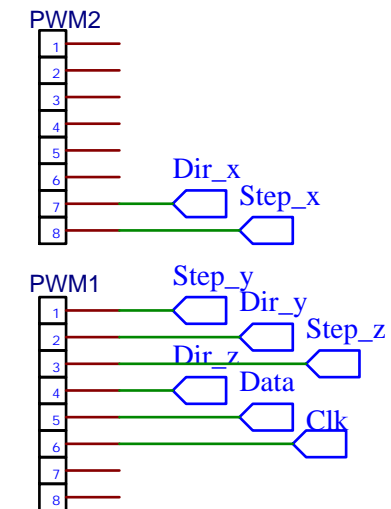 PWM2
1
2
3
4
5
6
Dir_x
7
Step_x
8
PWM1
Step_y
1
Dir_y
2
Step_z
3
Dir_z
4
Data
5
Clk
6
7
8